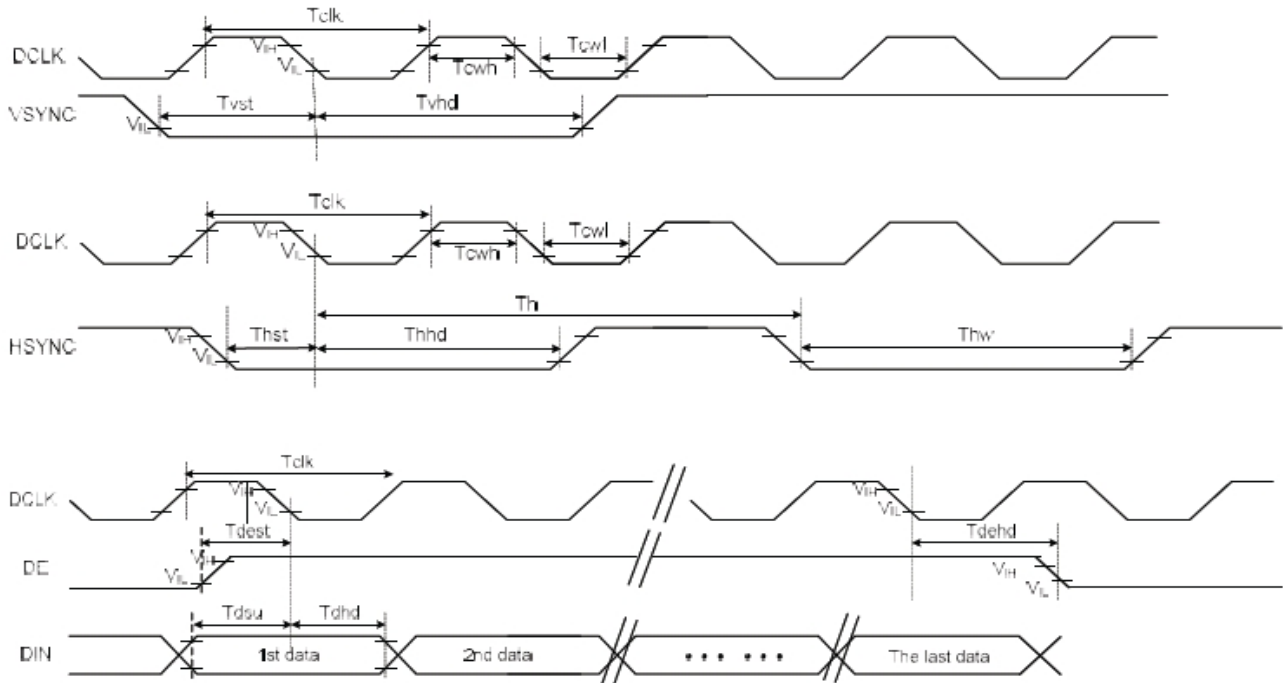 Tclk
DCLK VIH VIL Tcwh Tcwl
VSYNC VIL Tvst Tvhd
Tclk
DCLK VIH VIL Tcwh Tcwl
Th
HSYNC VIH VIL Thst Thhd Thw
Tclk
DCLK VIH VIL VIH VIL
Tdest Tdehd
DE VIH VIL VIH VIL
Tdsu Tdhd
DIN 1st data 2nd data • • • • • • The last data